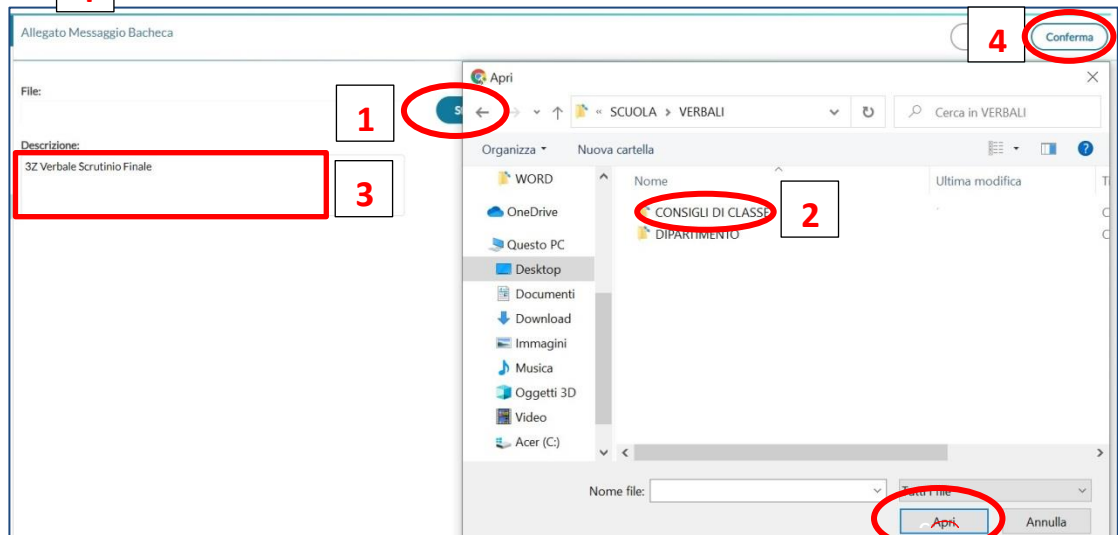 Allegato Messaggio Bacheca
4
Conferma
File:
1
Apri
« SCUOLA > VERBALI
Cerca in VERBALI
Descrizione:
3Z Verbale Scrutinio Finale
3
Organizza
Nuova cartella
WORD
OneDrive
Questo PC
Desktop
Documenti
Download
Immagini
Musica
Oggetti 3D
Video
Acer (C:)
Nome
Ultima modifica
CONSIGLI DI CLASSE
2
DIPARTIMENTO
Nome file:
Tutti i file
Apri
Annulla